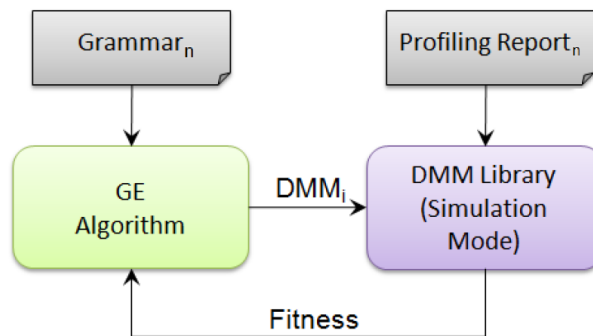 Grammarn
Profiling Reportn
GE
Algorithm
DMMi
DMM Library
(Simulation
Mode)
Fitness